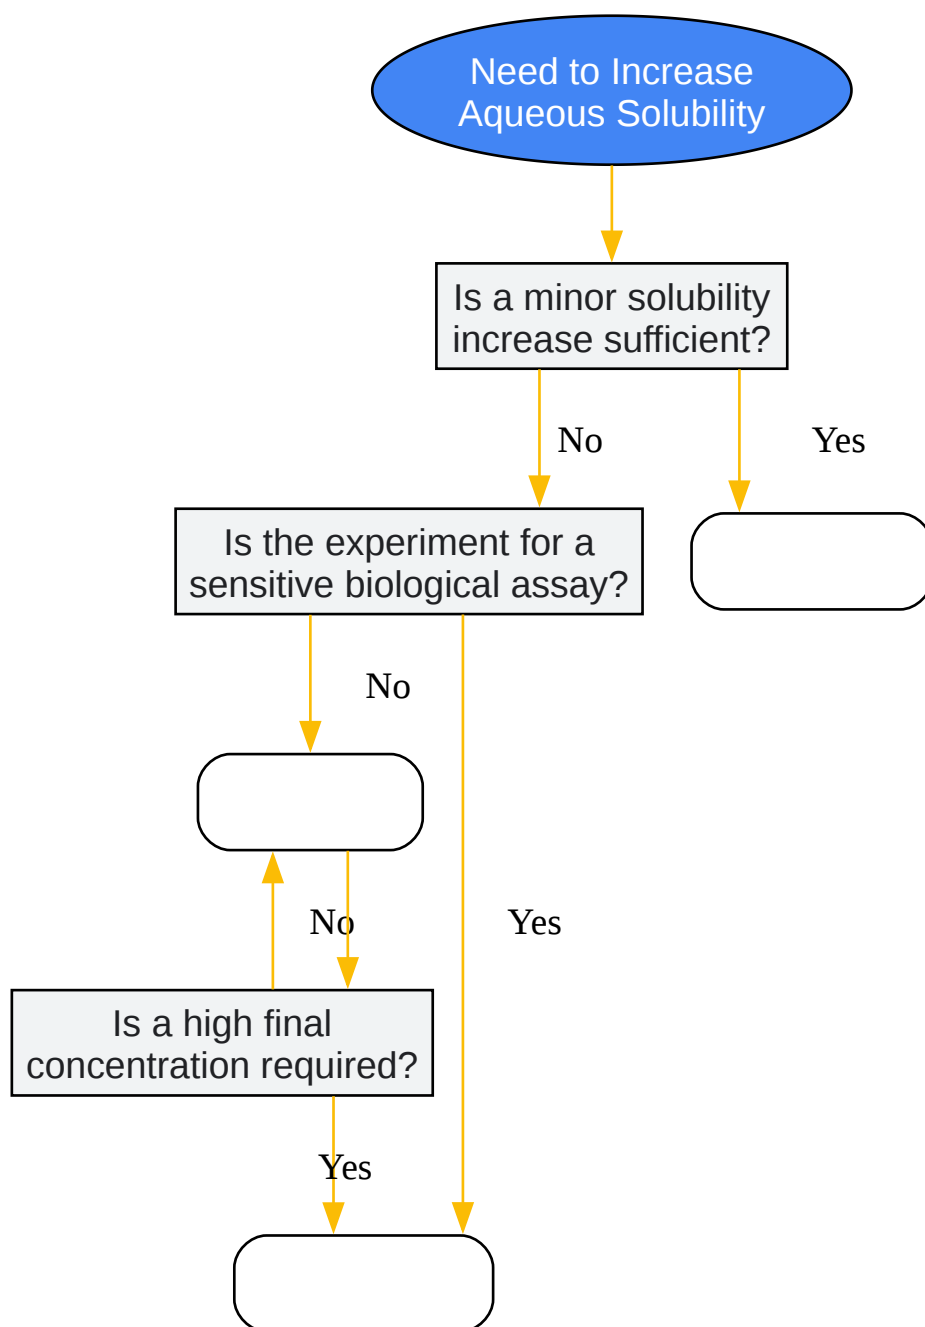 Need to Increase
Aqueous Solubility
Is a minor solubility
increase sufficient?
No
Yes
Is the experiment for a
sensitive biological assay?
No
No
Yes
Is a high final
concentration required?
Yes